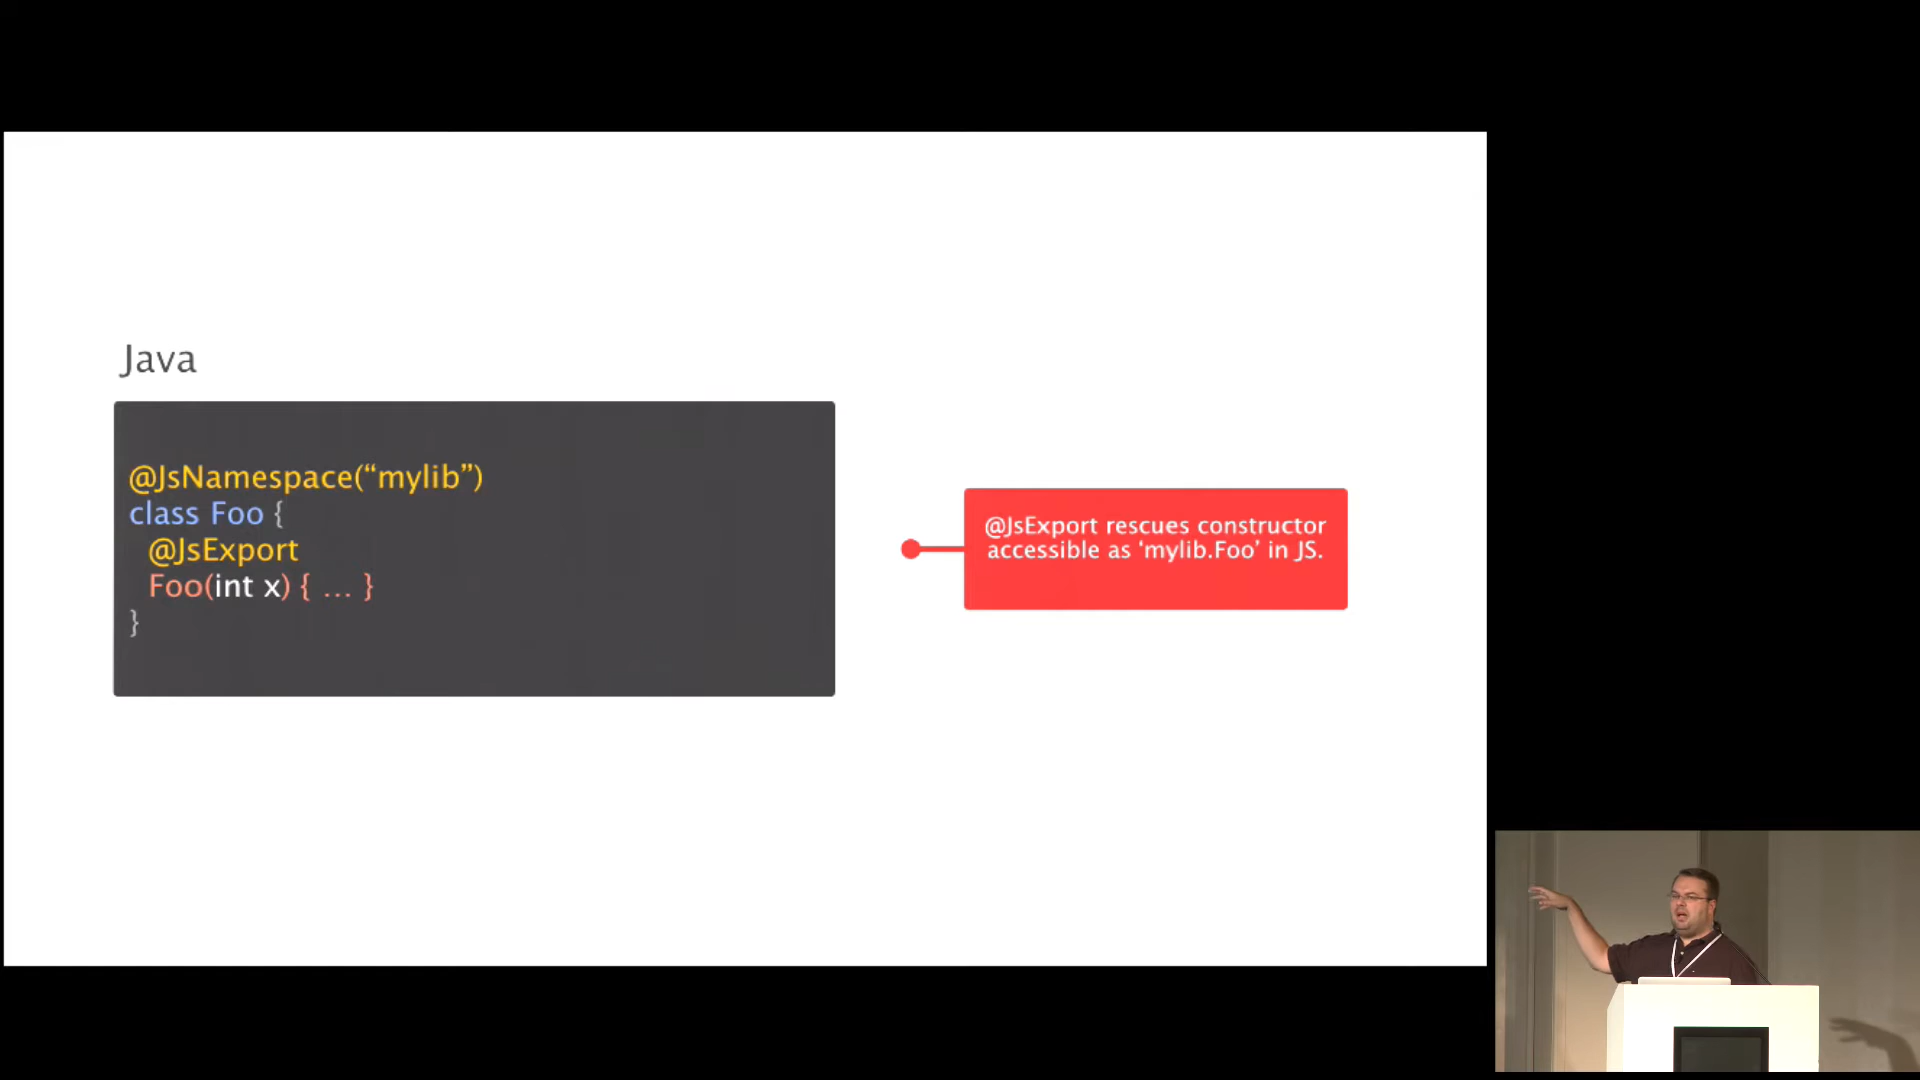 Java
@JsNamespace(“mylib”)
class Foo {
@JsExport
Foo(int x) { ... }
}
@JsExport rescues constructor
accessible as ‘mylib.Foo’ in JS.